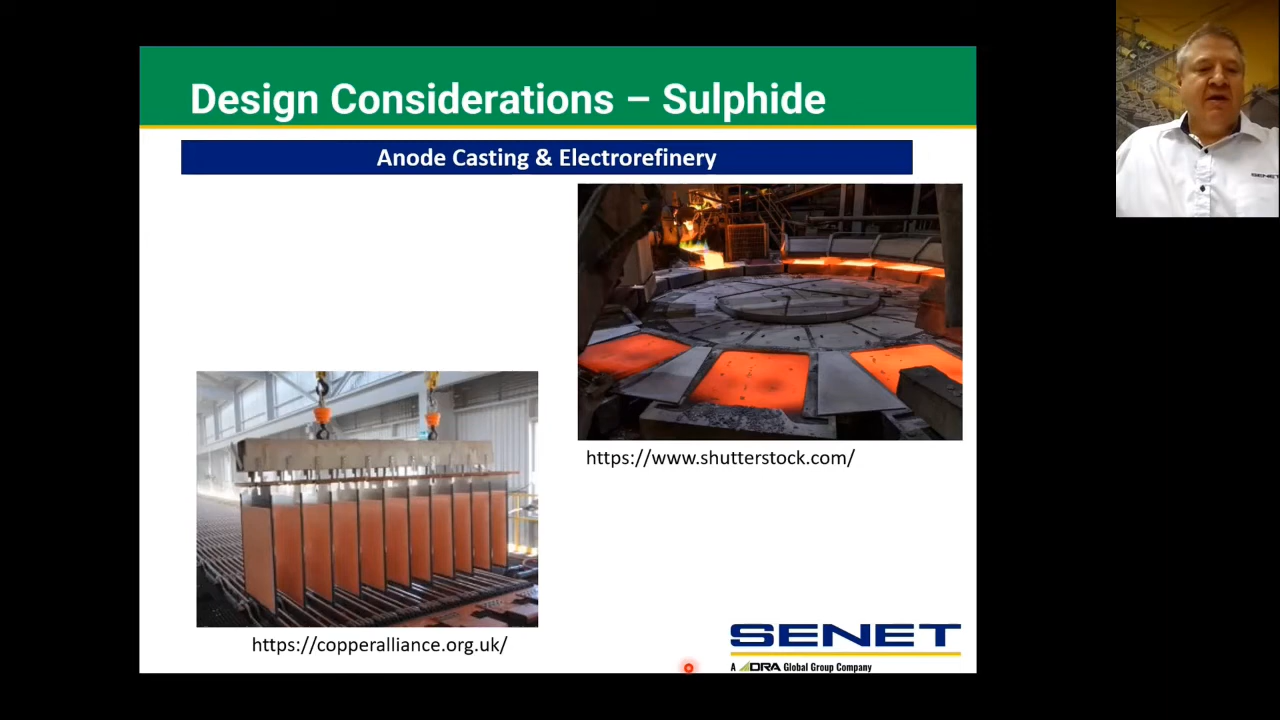 Design Considerations – Sulphide
Anode Casting & Electrorefinery
https://www.shutterstock.com/
https://copperalliance.org.uk/
SENET
A DRA Global Group Company
SENET